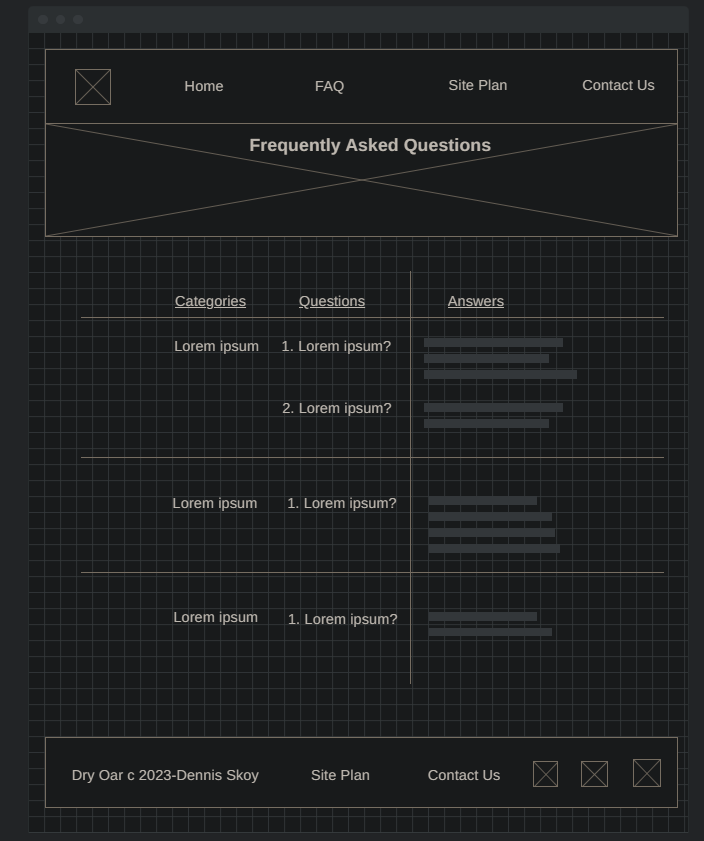 Home FAQ Site Plan Contact Us
Frequently Asked Questions
Categories Questions Answers
Lorem ipsum 1. Lorem ipsum?
2. Lorem ipsum?
Lorem ipsum 1. Lorem ipsum?
Lorem ipsum 1. Lorem ipsum?
Dry Oar c 2023-Dennis Skoy Site Plan Contact Us